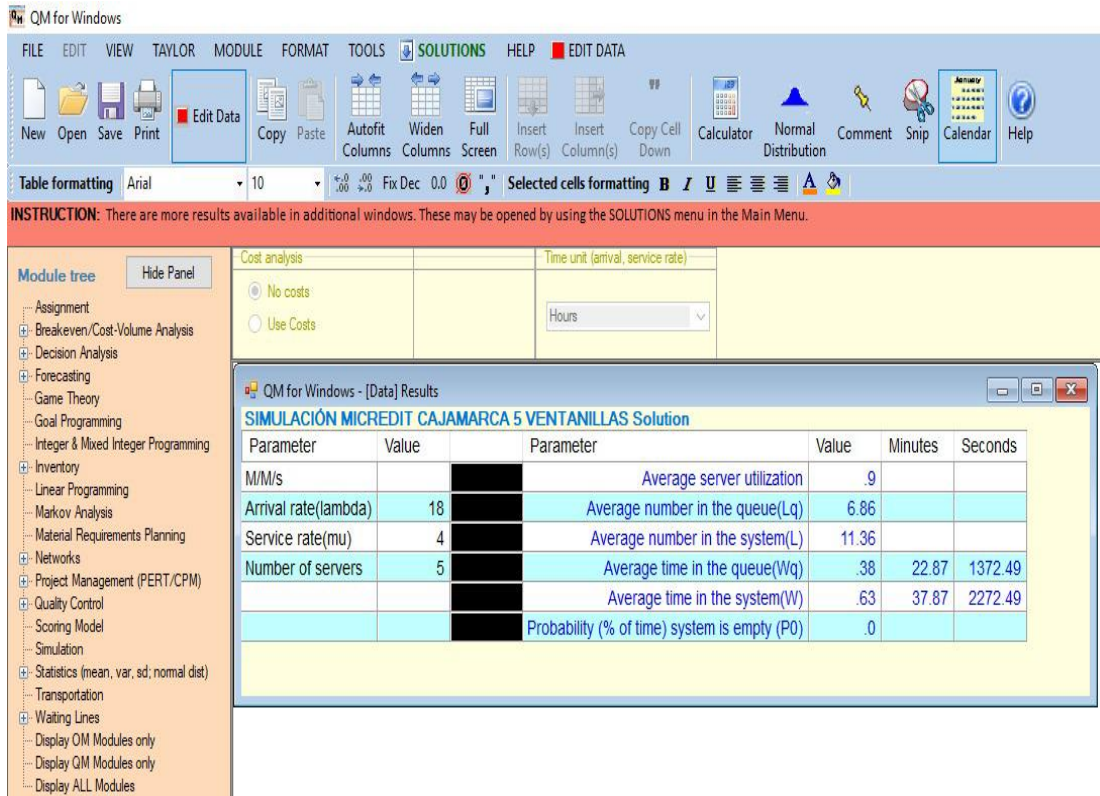 QM for Windows
FILE EDIT VIEW TAYLOR MODULE FORMAT TOOLS SOLUTIONS HELP EDIT DATA
New Open Save Print Edit Data Copy Paste Autofit Columns Widen Columns Full Screen Insert Row(s) Insert Column(s) Copy Cell Down Calculator Normal Distribution Comment Snip Calendar Help
Table formatting Arial 10 Fix Dec 0.0 Selected cells formatting B I U A
INSTRUCTION: There are more results available in additional windows. These may be opened by using the SOLUTIONS menu in the Main Menu.
Module tree Hide Panel
Assignment
Breakeven/Cost-Volume Analysis
Decision Analysis
Forecasting
Game Theory
Goal Programming
Integer & Mixed Integer Programming
Inventory
Linear Programming
Markov Analysis
Material Requirements Planning
Networks
Project Management (PERT/CPM)
Quality Control
Scoring Model
Simulation
Statistics (mean, var, sd; normal dist)
Transportation
Waiting Lines
Display OM Modules only
Display QM Modules only
Display ALL Modules
Cost analysis
No costs
Use Costs
Time unit (arrival, service rate)
Hours
QM for Windows - [Data] Results
SIMULACIÓN MICREDIT CAJAMARCA 5 VENTANILLAS Solution
Parameter Value Parameter Value Minutes Seconds
M/M/s Average server utilization .9
Arrival rate(lambda) 18 Average number in the queue(Lq) 6.86
Service rate(mu) 4 Average number in the system(L) 11.36
Number of servers 5 Average time in the queue(Wq) .38 22.87 1372.49
Average time in the system(W) .63 37.87 2272.49
Probability (% of time) system is empty (P0) .0